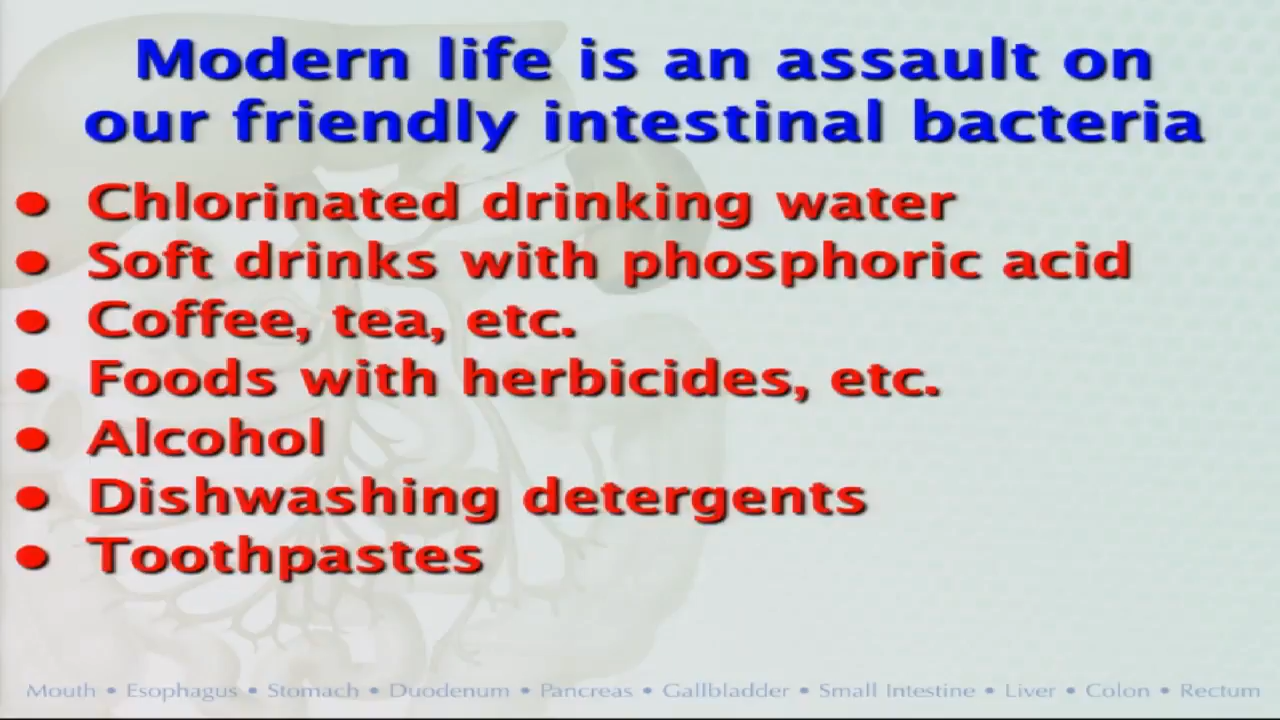 Modern life is an assault on
our friendly intestinal bacteria
• Chlorinated drinking water
• Soft drinks with phosphoric acid
• Coffee, tea, etc.
• Foods with herbicides, etc.
• Alcohol
• Dishwashing detergents
• Toothpastes
Mouth • Esophagus • Stomach • Duodenum • Pancreas • Gallbladder • Small Intestine • Liver • Colon • Rectum